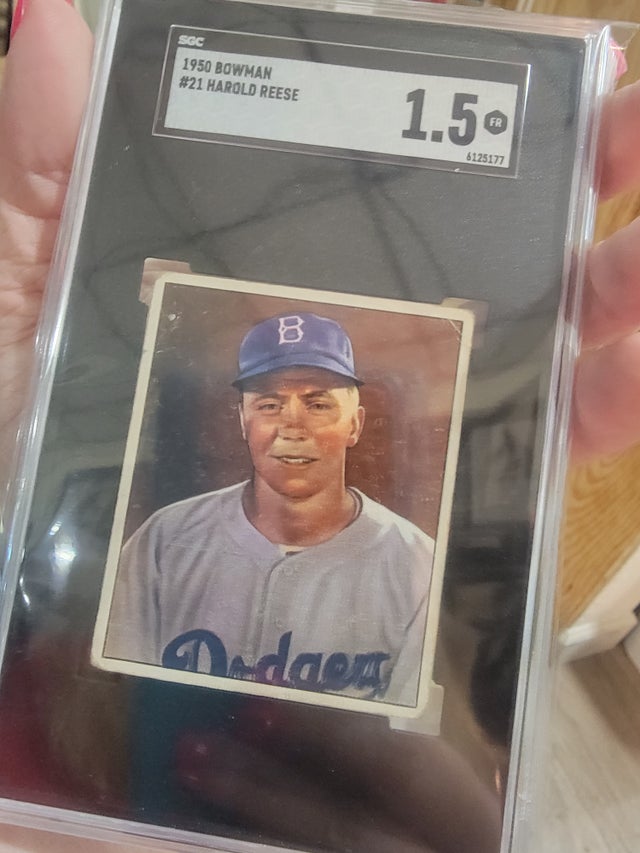 SGC
1950 BOWMAN
#21 HAROLD REESE
1.5
FR
6125177
B
Dodgers